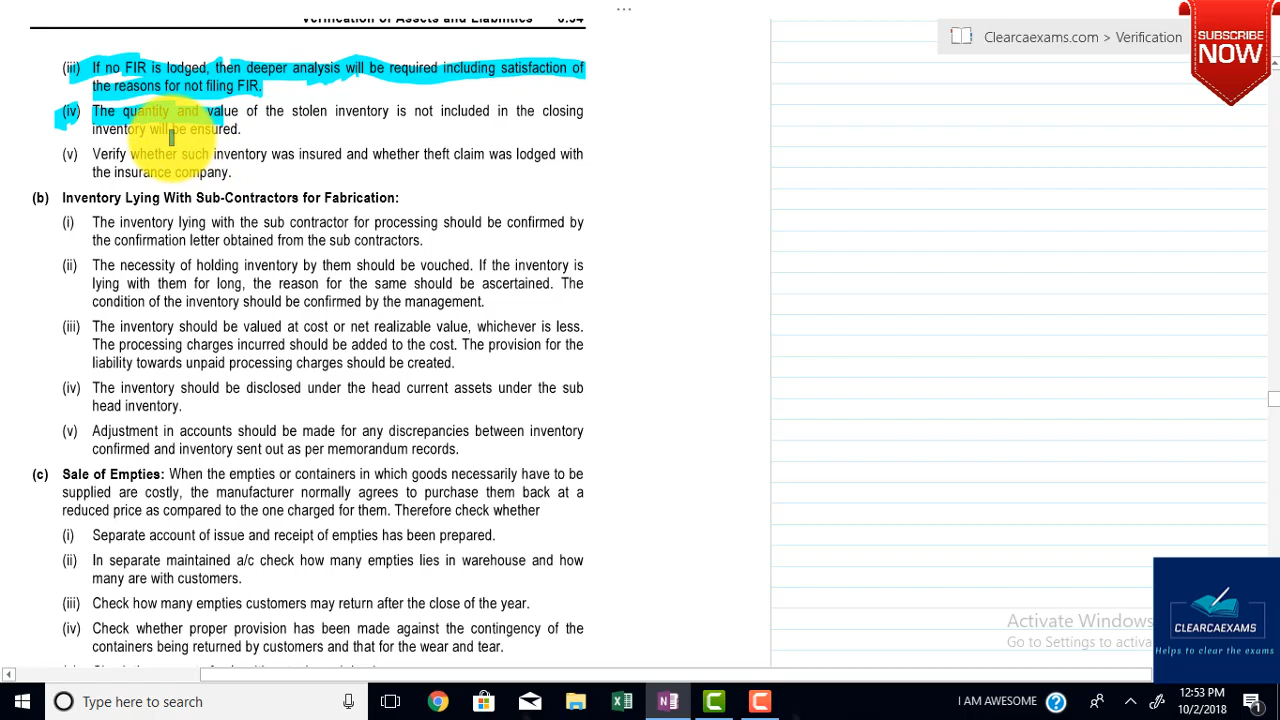 Verification of Assets and Liabilities 6.54
(iii) If no FIR is lodged, then deeper analysis will be required including satisfaction of
the reasons for not filing FIR.
(iv) The quantity and value of the stolen inventory is not included in the closing
inventory will be ensured.
(v) Verify whether such inventory was insured and whether theft claim was lodged with
the insurance company.
(b) Inventory Lying With Sub-Contractors for Fabrication:
(i) The inventory lying with the sub contractor for processing should be confirmed by
the confirmation letter obtained from the sub contractors.
(ii) The necessity of holding inventory by them should be vouched. If the inventory is
lying with them for long, the reason for the same should be ascertained. The
condition of the inventory should be confirmed by the management.
(iii) The inventory should be valued at cost or net realizable value, whichever is less.
The processing charges incurred should be added to the cost. The provision for the
liability towards unpaid processing charges should be created.
(iv) The inventory should be disclosed under the head current assets under the sub
head inventory.
(v) Adjustment in accounts should be made for any discrepancies between inventory
confirmed and inventory sent out as per memorandum records.
(c) Sale of Empties: When the empties or containers in which goods necessarily have to be
supplied are costly, the manufacturer normally agrees to purchase them back at a
reduced price as compared to the one charged for them. Therefore check whether
(i) Separate account of issue and receipt of empties has been prepared.
(ii) In separate maintained a/c check how many empties lies in warehouse and how
many are with customers.
(iii) Check how many empties customers may return after the close of the year.
(iv) Check whether proper provision has been made against the contingency of the
containers being returned by customers and that for the wear and tear.
Clearcaexams.com > Verification
SUBSCRIBE
NOW
Activate Windows
Go to Settings to activa
CLEARCAEXAMS
Helps to clear the exams
Type here to search
I AM AWESOME
12:53 PM
10/2/2018
1